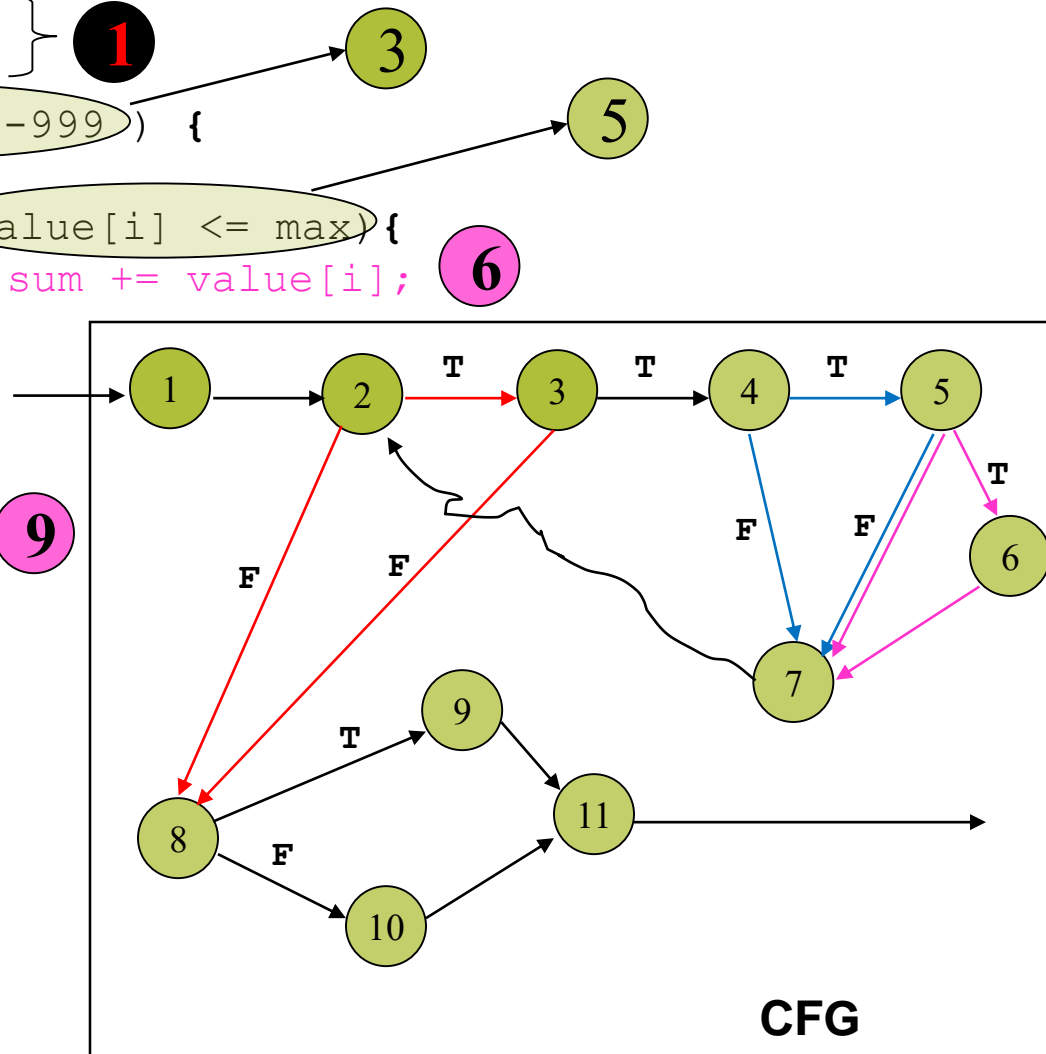 1
3
-999) {
5
alue[i] <= max){
sum += value[i];
6
1
2
T
3
T
4
T
5
T
9
F
F
F
F
6
7
9
T
8
11
F
10
CFG